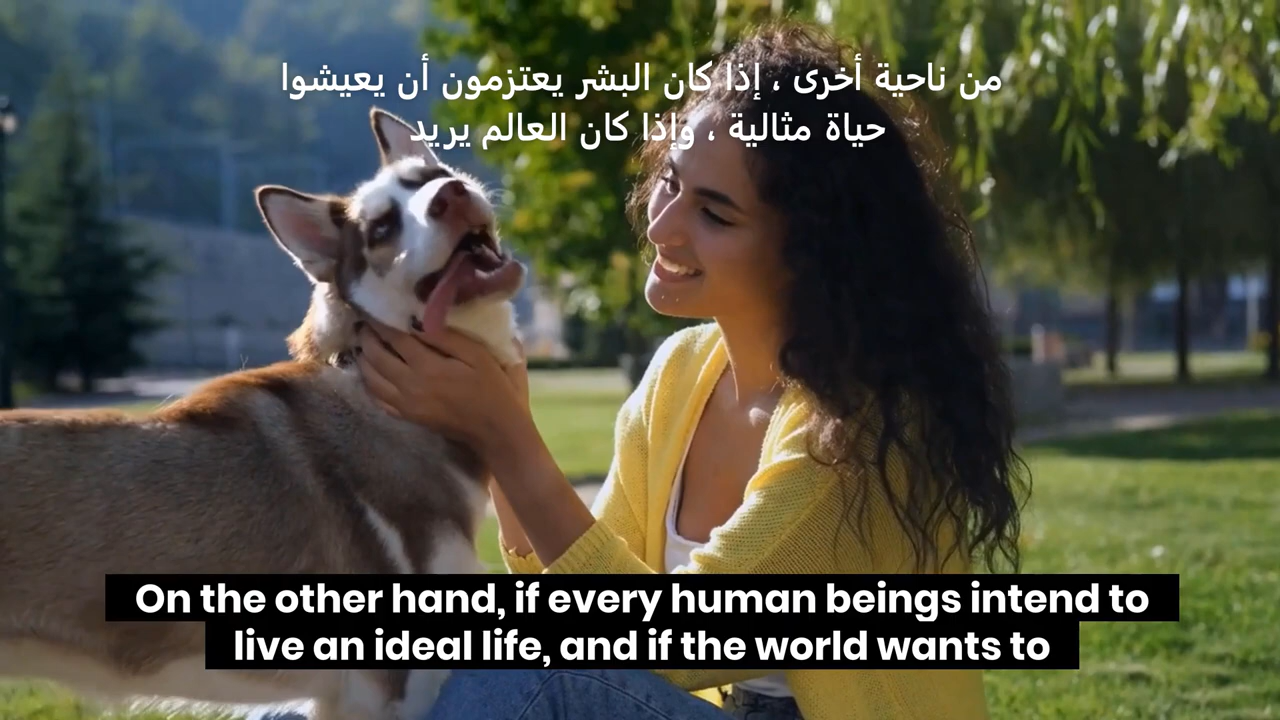 من ناحية أخرى ، إذا كان البشر يعتزمون أن يعيشوا
حياة مثالية ، وإذا كان العالم يريد
On the other hand, if every human beings intend to
live an ideal life, and if the world wants to